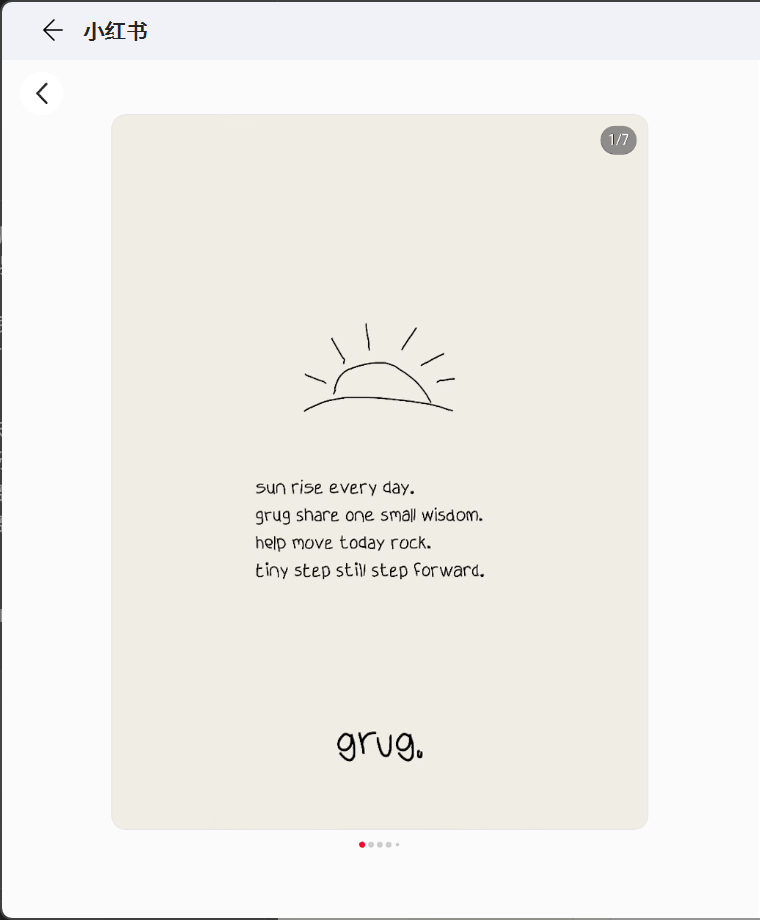 小红书
1/7
sun rise every day.
grug share one small wisdom.
help move today rock.
tiny step still step forward.
grug.